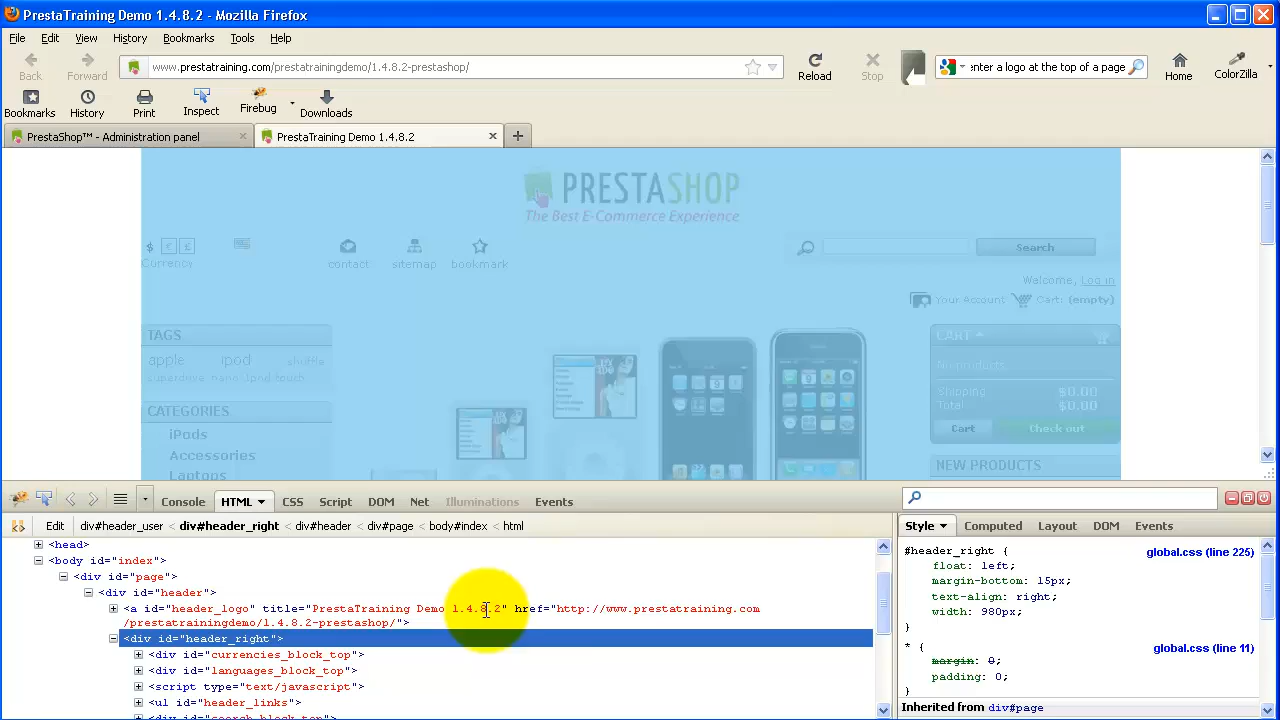 PrestaTraining Demo 1.4.8.2 - Mozilla Firefox
File Edit View History Bookmarks Tools Help
Back Forward www.prestatraining.com/prestatrainingdemo/1.4.8.2-prestashop/ Reload Stop enter a logo at the top of a page Home ColorZilla
Bookmarks History Print Inspect Firebug Downloads
PrestaShop™ - Administration panel PrestaTraining Demo 1.4.8.2
PRESTASHOP
The Best E-Commerce Experience
$ € £
Search
Currency contact sitemap bookmark
Welcome, Log in
Your Account Cart: (empty)
TAGS
apple ipod shuffle
superdrive nano Ipod touch
CATEGORIES
iPods
Accessories
Laptops
CART
No products
Shipping $0.00
Total $0.00
Cart Check out
NEW PRODUCTS
Console HTML CSS Script DOM Net Illuminations Events
Edit div#header_user < div#header_right < div#header < div#page < body#index < html
<head>
<body id="index">
<div id="page">
<div id="header">
<a id="header_logo" title="PrestaTraining Demo 1.4.8.2" href="http://www.prestatraining.com
/prestatrainingdemo/1.4.8.2-prestashop/">
<div id="header_right">
<div id="currencies_block_top">
<div id="languages_block_top">
<script type="text/javascript">
<ul id="header_links">
<div id="search_block_top">
Style Computed Layout DOM Events
#header_right { global.css (line 225)
float: left;
margin-bottom: 15px;
text-align: right;
width: 980px;
}
* { global.css (line 11)
margin: 0;
padding: 0;
}
Inherited from div#page